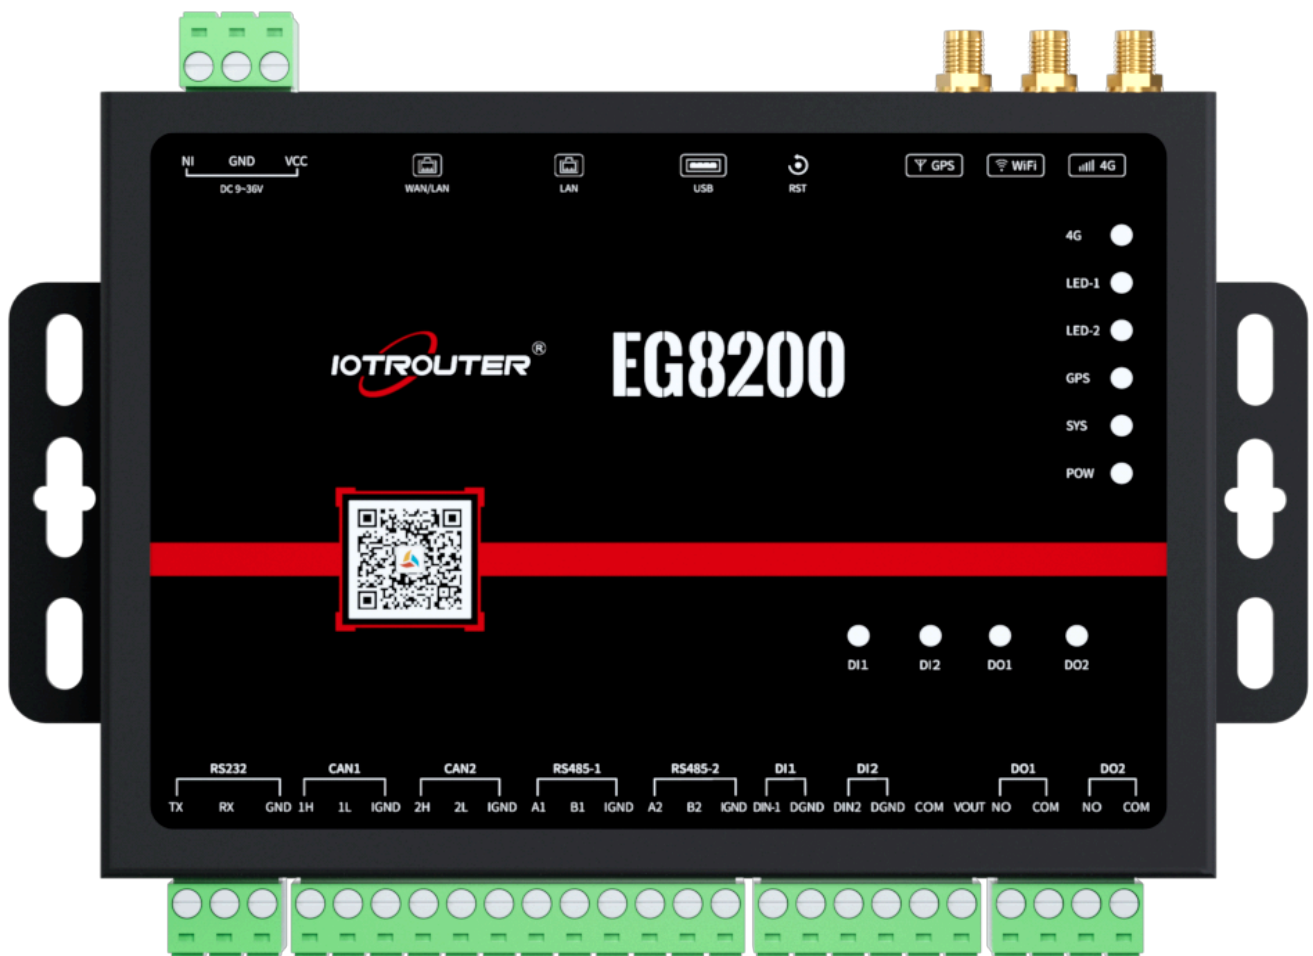 NI GND VCC
DC 9~36V
WAN/LAN
LAN
USB
RST
GPS
WiFi
4G
4G
LED-1
LED-2
GPS
SYS
POW
IOTROUTER®
EG8200
DI1 DI2 DO1 DO2
RS232 CAN1 CAN2 RS485-1 RS485-2 DI1 DI2 DO1 DO2
TX RX GND 1H 1L IGND 2H 2L IGND A1 B1 IGND A2 B2 IGND DIN-1 DGND DIN2 DGND COM VOUT NO COM NO COM